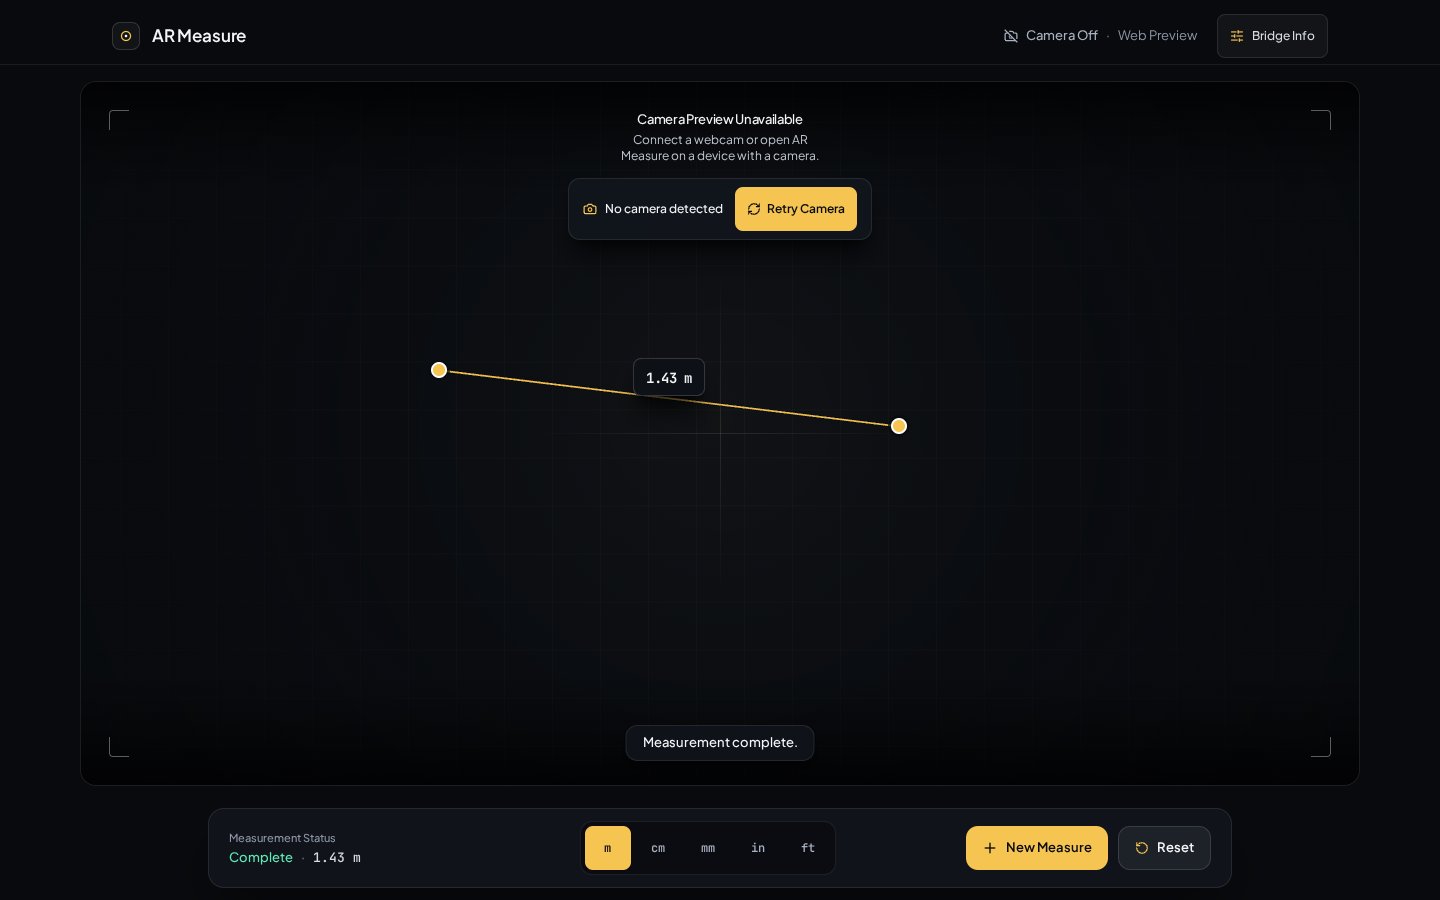 AR Measure
Camera Off · Web Preview
Bridge Info
Camera Preview Unavailable
Connect a webcam or open AR
Measure on a device with a camera.
No camera detected
Retry Camera
1.43 m
Measurement complete.
Measurement Status
Complete · 1.43 m
m
cm
mm
in
ft
New Measure
Reset